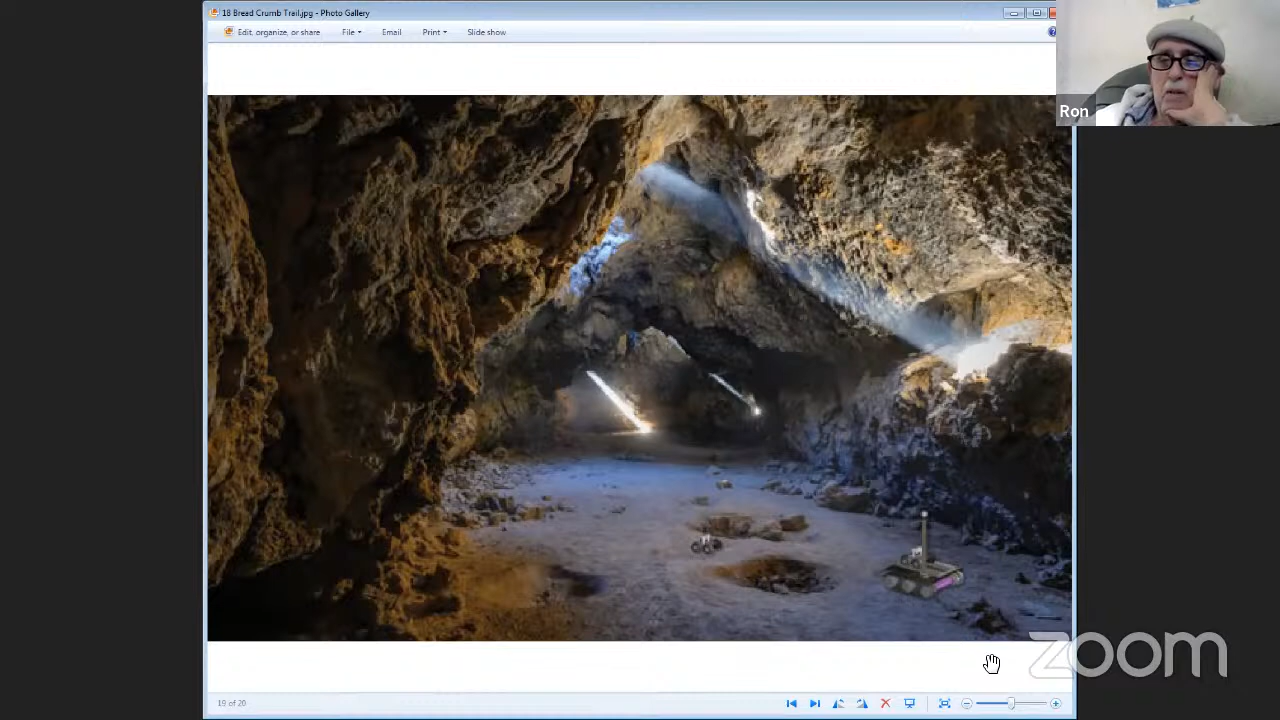 18 Bread Crumb Trail.jpg - Photo Gallery
Edit, organize, or share File Email Print Slide show
Ron
zoom
19 of 20